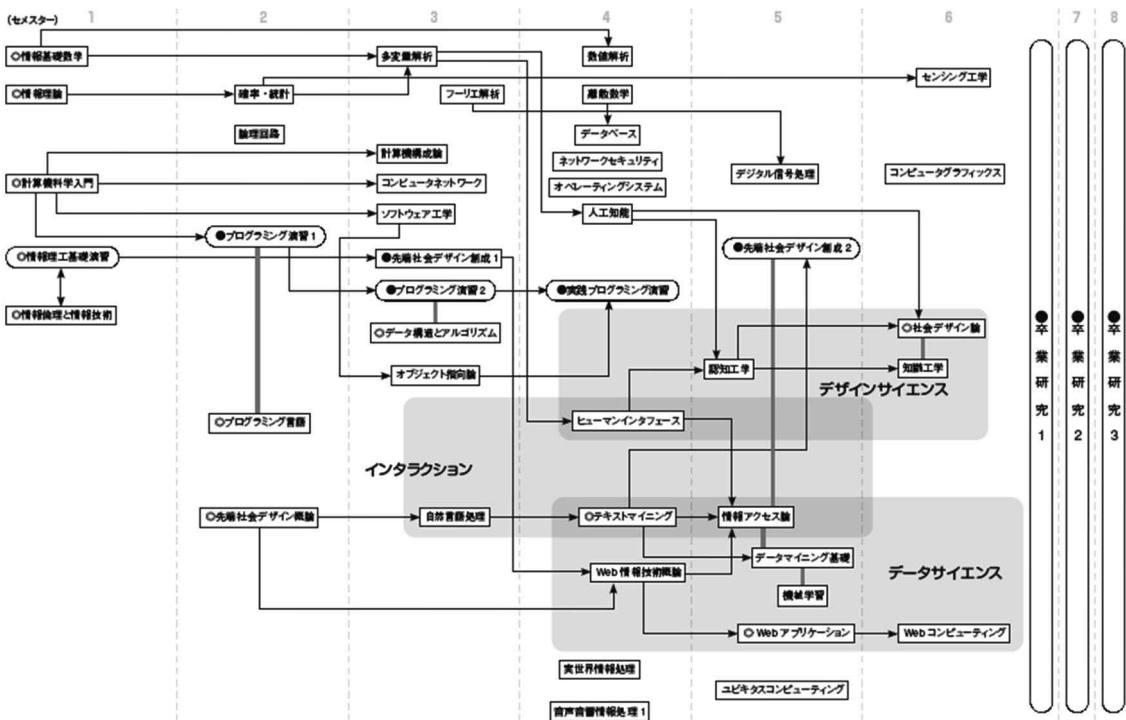 (セメスター)
1 2 3 4 5 6 7 8
◎情報基礎数学
多変量解析
数値解析
センシング工学
◎情報理論
確率・統計
フーリエ解析
離散数学
論理回路
データベース
計算機構成論
ネットワークセキュリティ
デジタル信号処理
コンピュータグラフィックス
◎計算機科学入門
コンピュータネットワーク
オペレーティングシステム
ソフトウェア工学
人工知能
●プログラミング演習1
◎情報理工基礎演習
●先端社会デザイン創成1
●先端社会デザイン創成2
●プログラミング演習2
●実践プログラミング演習
◎情報倫理と情報技術
◎データ構造とアルゴリズム
◎社会デザイン論
オブジェクト指向論
認知工学
知識工学
デザインサイエンス
◎プログラミング言語
ヒューマンインタフェース
インタラクション
◎先端社会デザイン概論
自然言語処理
◎テキストマイニング
情報アクセス論
データマイニング基礎
Web情報技術概論
データサイエンス
機械学習
◎Webアプリケーション
Webコンピューティング
実世界情報処理
ユビキタスコンピューティング
音声音響情報処理1
●卒業研究1
●卒業研究2
●卒業研究3